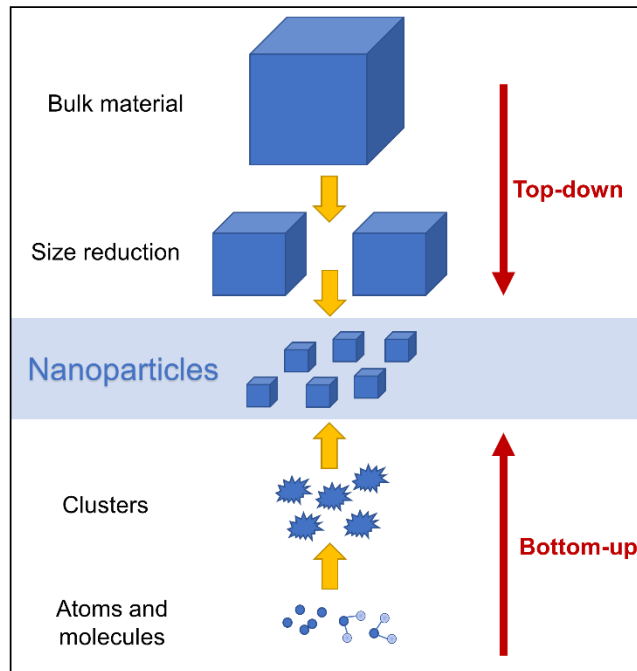 Bulk material
Top-down
Size reduction
Nanoparticles
Clusters
Bottom-up
Atoms and
molecules